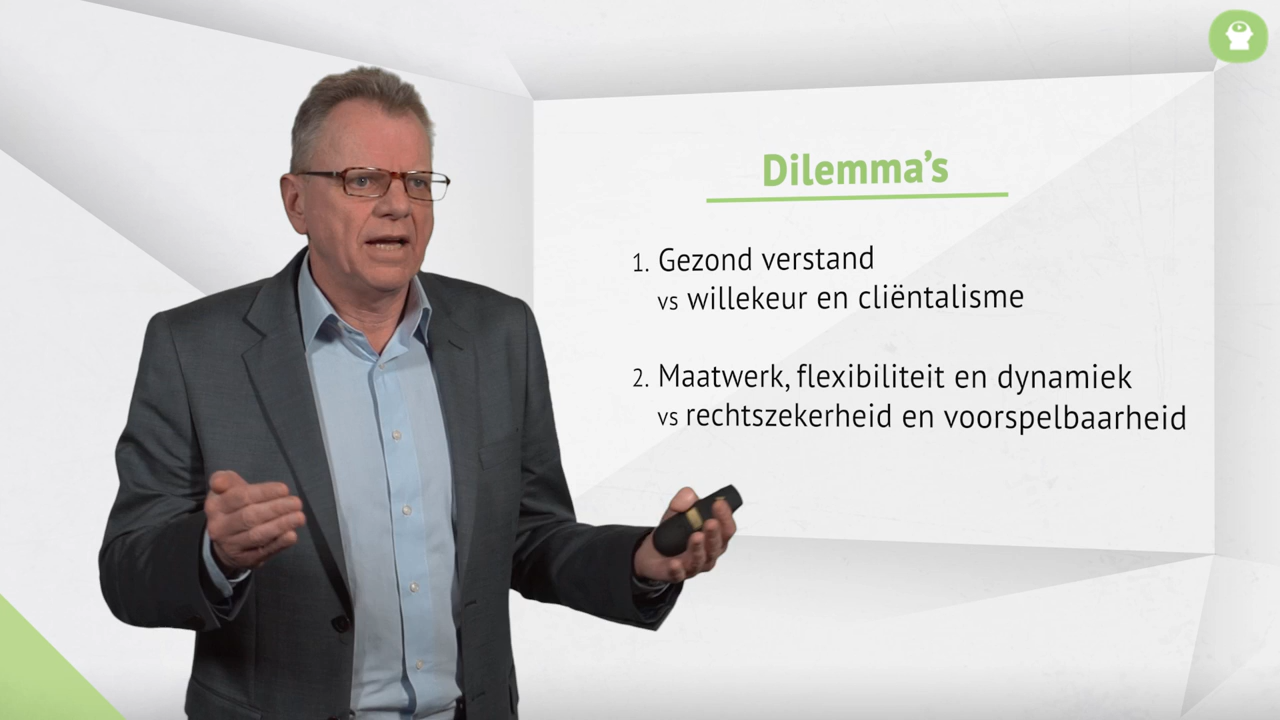 Dilemma’s
1. Gezond verstand
vs willekeur en cliëntalisme
2. Maatwerk, flexibiliteit en dynamiek
vs rechtszekerheid en voorspelbaarheid